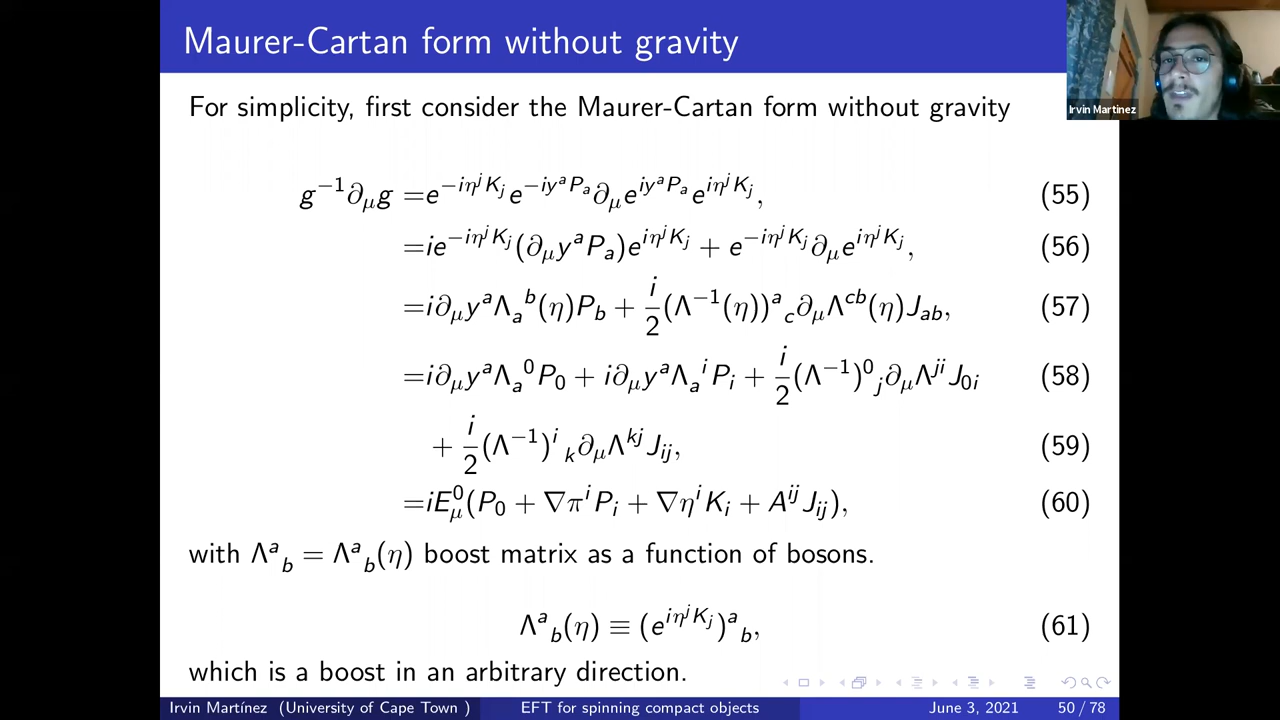 Maurer-Cartan form without gravity
Irvin Martinez
For simplicity, first consider the Maurer-Cartan form without gravity
g⁻¹∂_μ g = e^{−iη^j K_j} e^{−iy^a P_a} ∂_μ e^{iy^a P_a} e^{iη^j K_j}, (55)
= ie^{−iη^j K_j} (∂_μ y^a P_a) e^{iη^j K_j} + e^{−iη^j K_j} ∂_μ e^{iη^j K_j}, (56)
= i∂_μ y^a Λ_a^b(η)P_b + i/2 (Λ⁻¹(η))^a_c ∂_μ Λ^{cb}(η)J_{ab}, (57)
= i∂_μ y^a Λ_a^0 P_0 + i∂_μ y^a Λ_a^i P_i + i/2 (Λ⁻¹)^0_j ∂_μ Λ^{ji} J_{0i} (58)
+ i/2 (Λ⁻¹)^i_k ∂_μ Λ^{kj} J_{ij}, (59)
= iE_μ^0 (P_0 + ∇π^i P_i + ∇η^i K_i + A^{ij} J_{ij}), (60)
with Λ^a_b = Λ^a_b(η) boost matrix as a function of bosons.
Λ^a_b(η) ≡ (e^{iη^j K_j})^a_b, (61)
which is a boost in an arbitrary direction.
Irvin Martínez (University of Cape Town ) EFT for spinning compact objects June 3, 2021 50 / 78